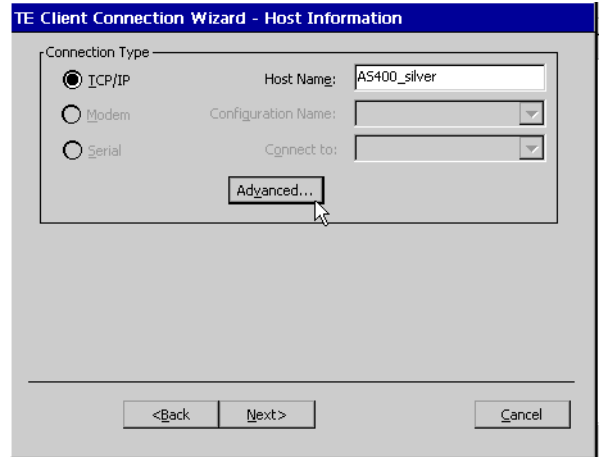 TE Client Connection Wizard - Host Information
Connection Type
TCP/IP Host Name: AS400_silver
Modem Configuration Name:
Serial Connect to:
Advanced...
<Back Next> Cancel